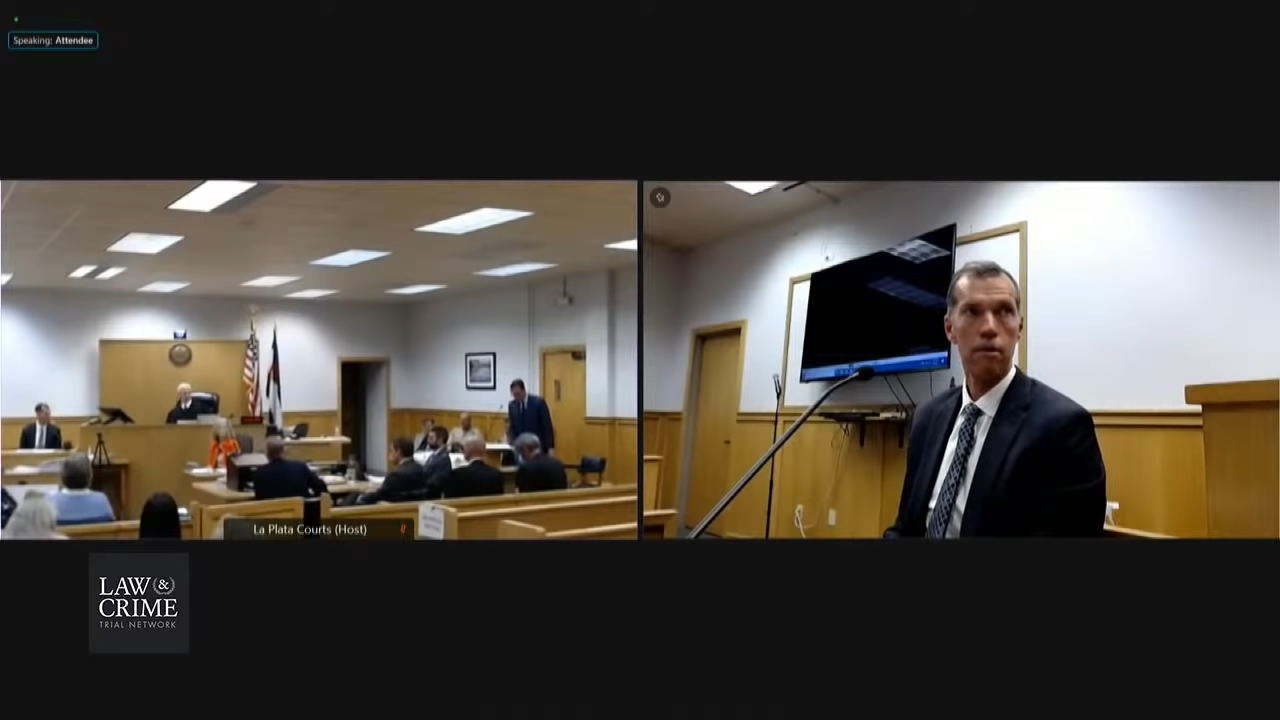 Speaking: Attendee
La Plata Courts (Host)
LAW &
CRIME
TRIAL NETWORK